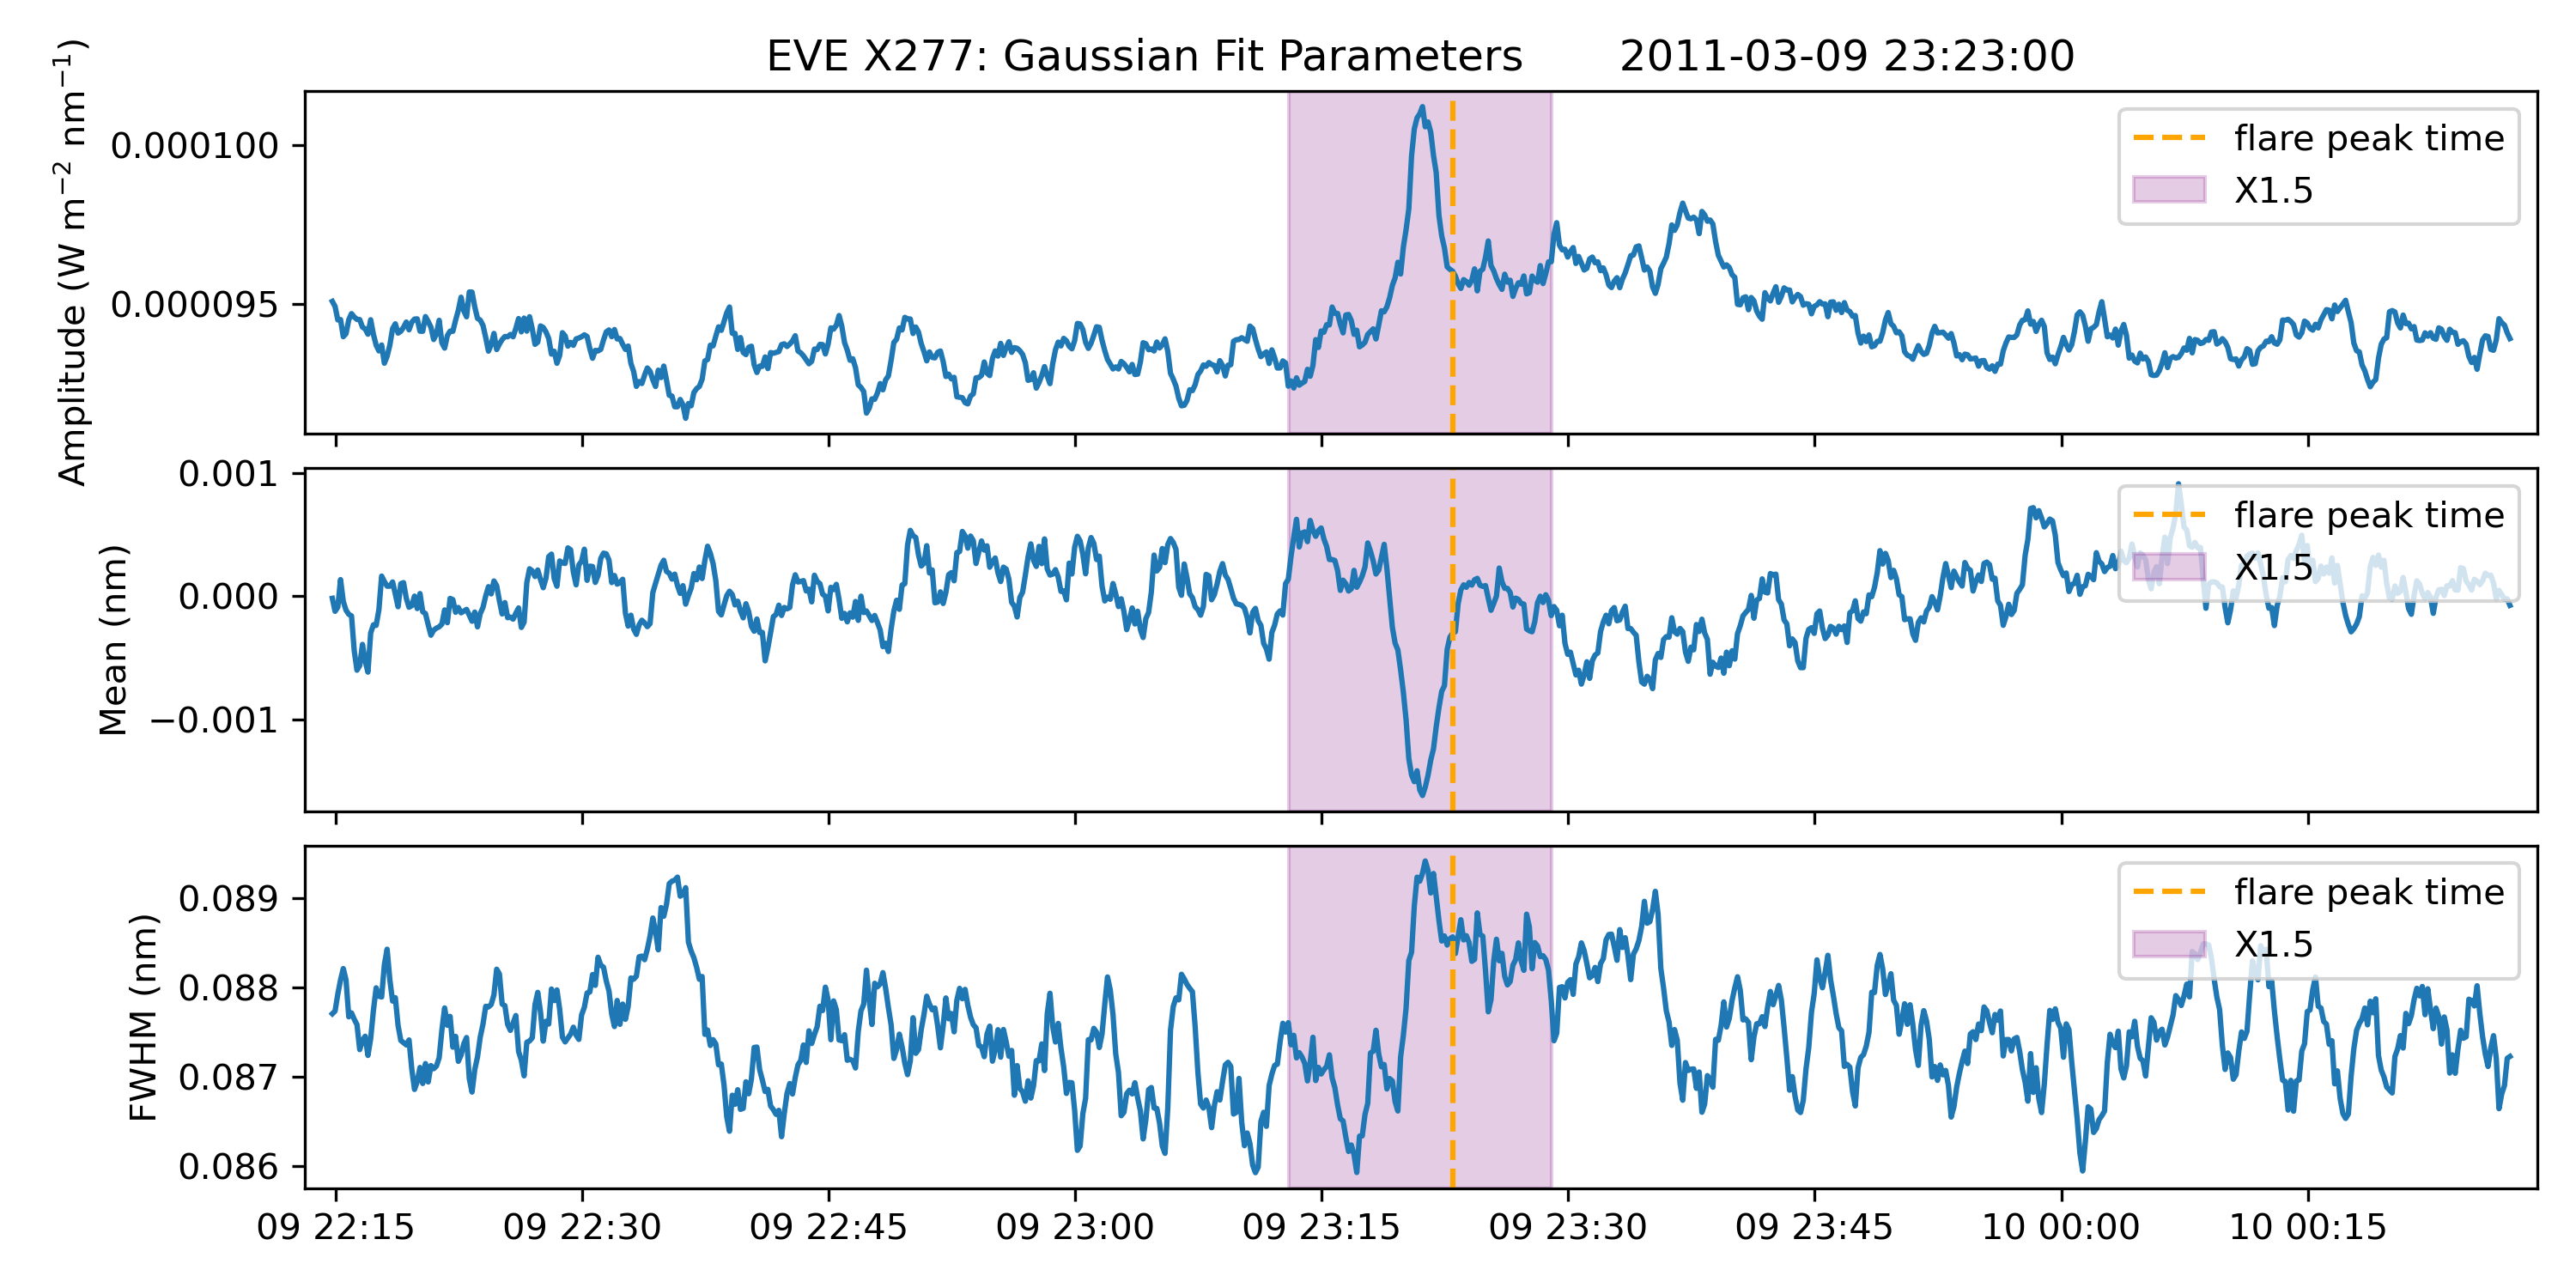 EVE X277: Gaussian Fit Parameters 2011-03-09 23:23:00
Amplitude (W m⁻² nm⁻¹)
0.000100
0.000095
flare peak time
X1.5
Mean (nm)
0.001
0.000
−0.001
flare peak time
X1.5
FWHM (nm)
0.089
0.088
0.087
0.086
flare peak time
X1.5
09 22:15 09 22:30 09 22:45 09 23:00 09 23:15 09 23:30 09 23:45 10 00:00 10 00:15